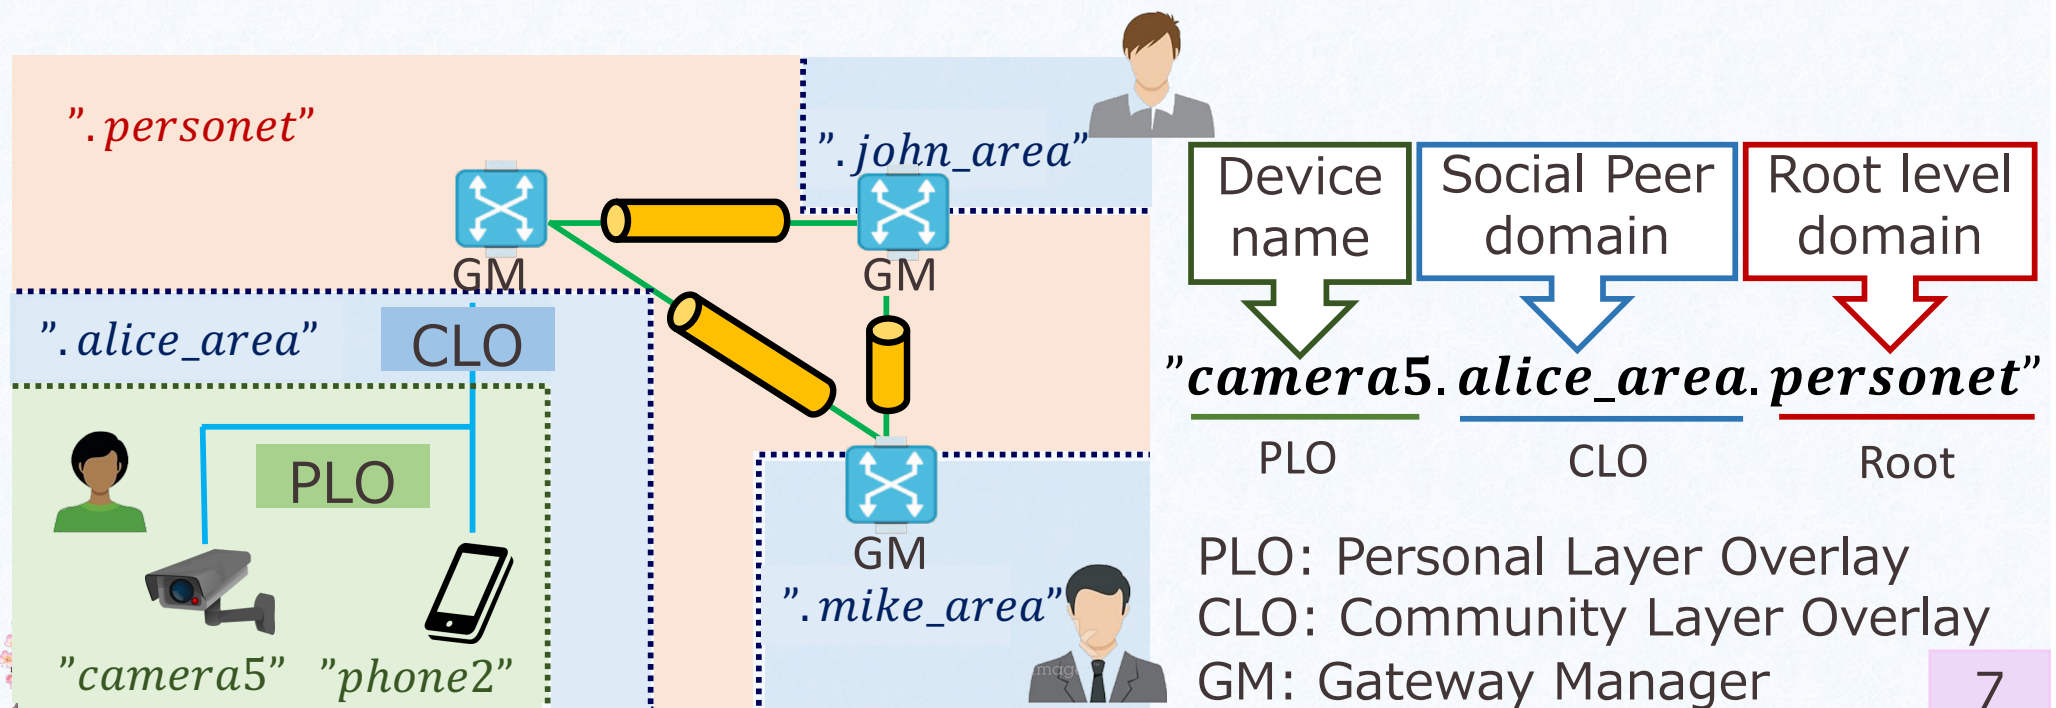 ".personet"
".john_area"
GM
GM
".alice_area"
CLO
PLO
"camera5"
"phone2"
GM
".mike_area"
Device
name
Social Peer
domain
Root level
domain
"camera5.alice_area.personet"
PLO
CLO
Root
PLO: Personal Layer Overlay
CLO: Community Layer Overlay
GM: Gateway Manager
7